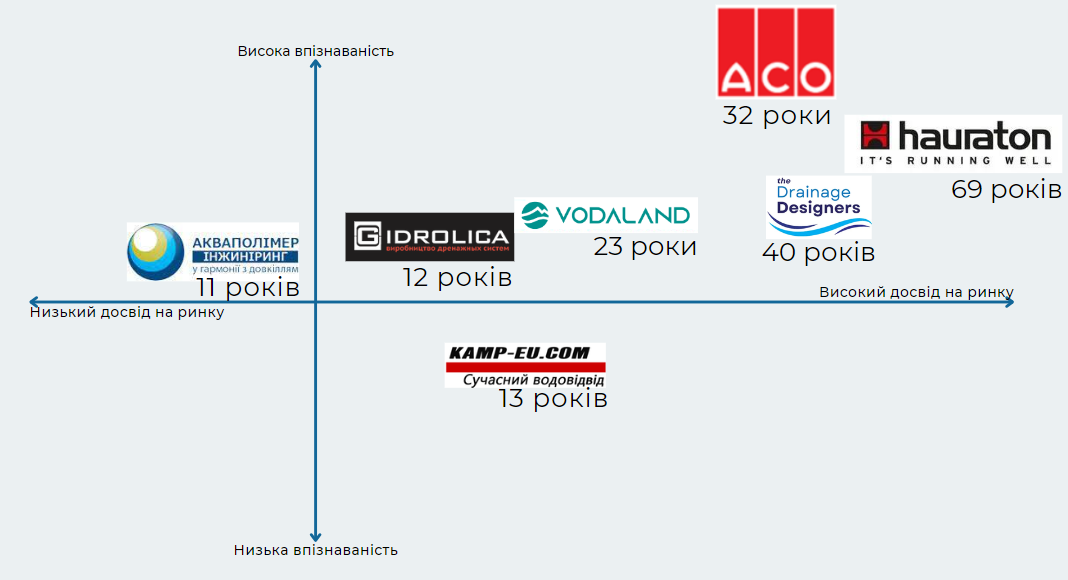 Висока впізнаваність
ACO
32 роки
hauraton
IT'S RUNNING WELL
69 років
the
Drainage
Designers
40 років
VODALAND
23 роки
GIDROLICA
виробництво дренажних систем
12 років
АКВАПОЛІМЕР
ІНЖИНІРИНГ
у гармонії з довкіллям
11 років
Високий досвід на ринку
Низький досвід на ринку
KAMP-EU.COM
Сучасний водовідвід
13 років
Низька впізнаваність